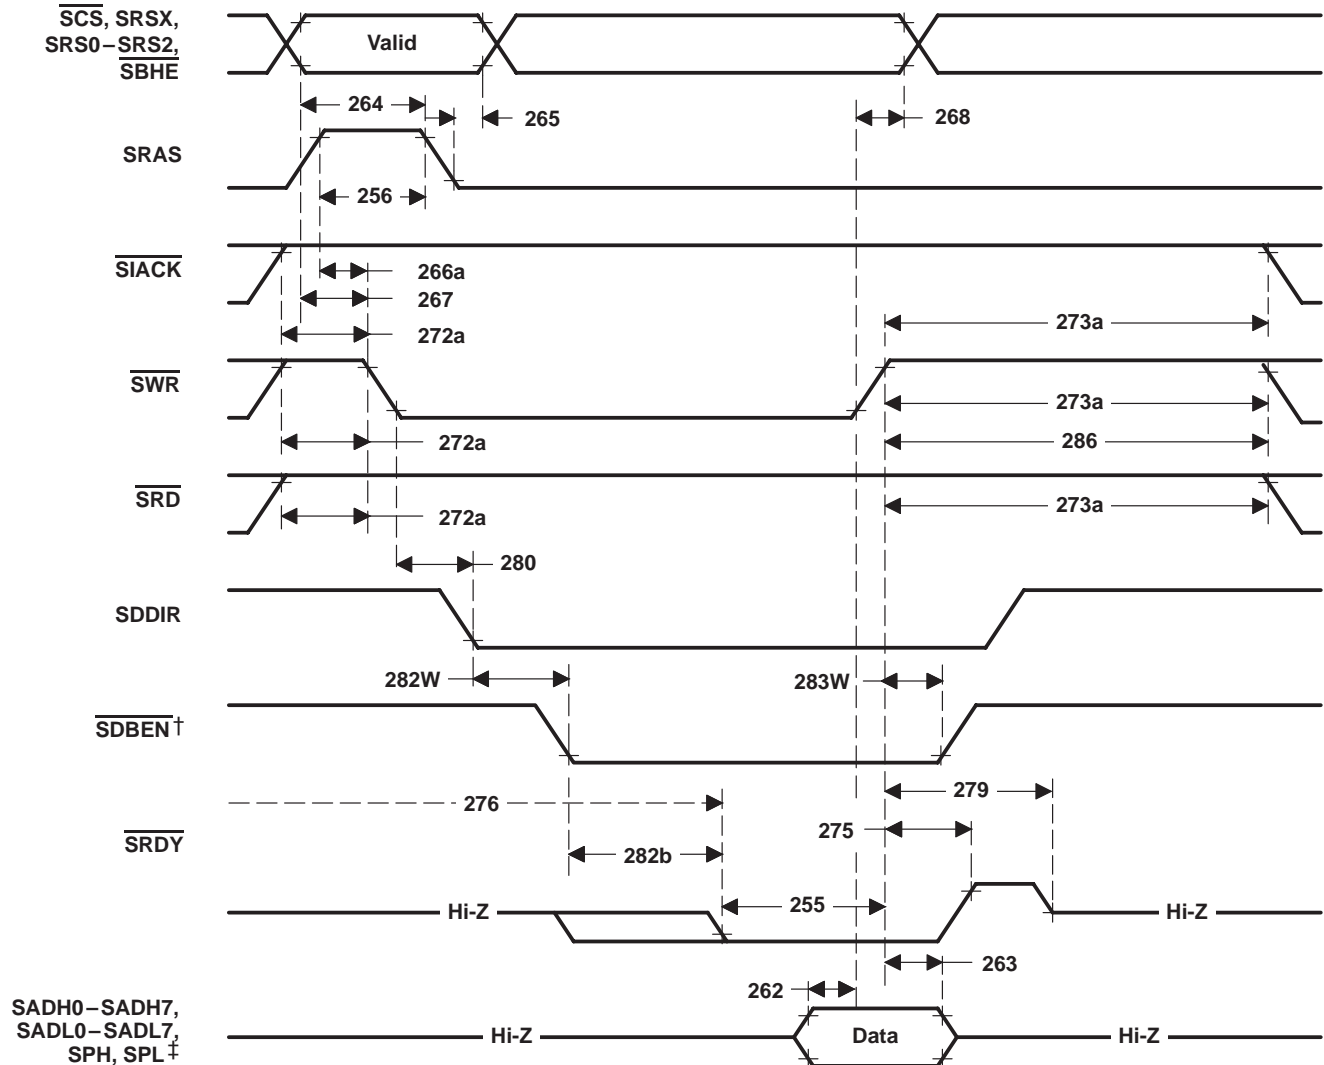 SCS, SRSX,
SRS0–SRS2,
SBHE
Valid
264
265
268
SRAS
256
SIACK
266a
267
272a
273a
SWR
273a
272a
286
SRD
272a
273a
280
SDDIR
282W
283W
SDBEN†
276
279
275
SRDY
282b
255
Hi-Z
Hi-Z
263
262
SADH0–SADH7,
SADL0–SADL7,
SPH, SPL‡
Hi-Z
Data
Hi-Z